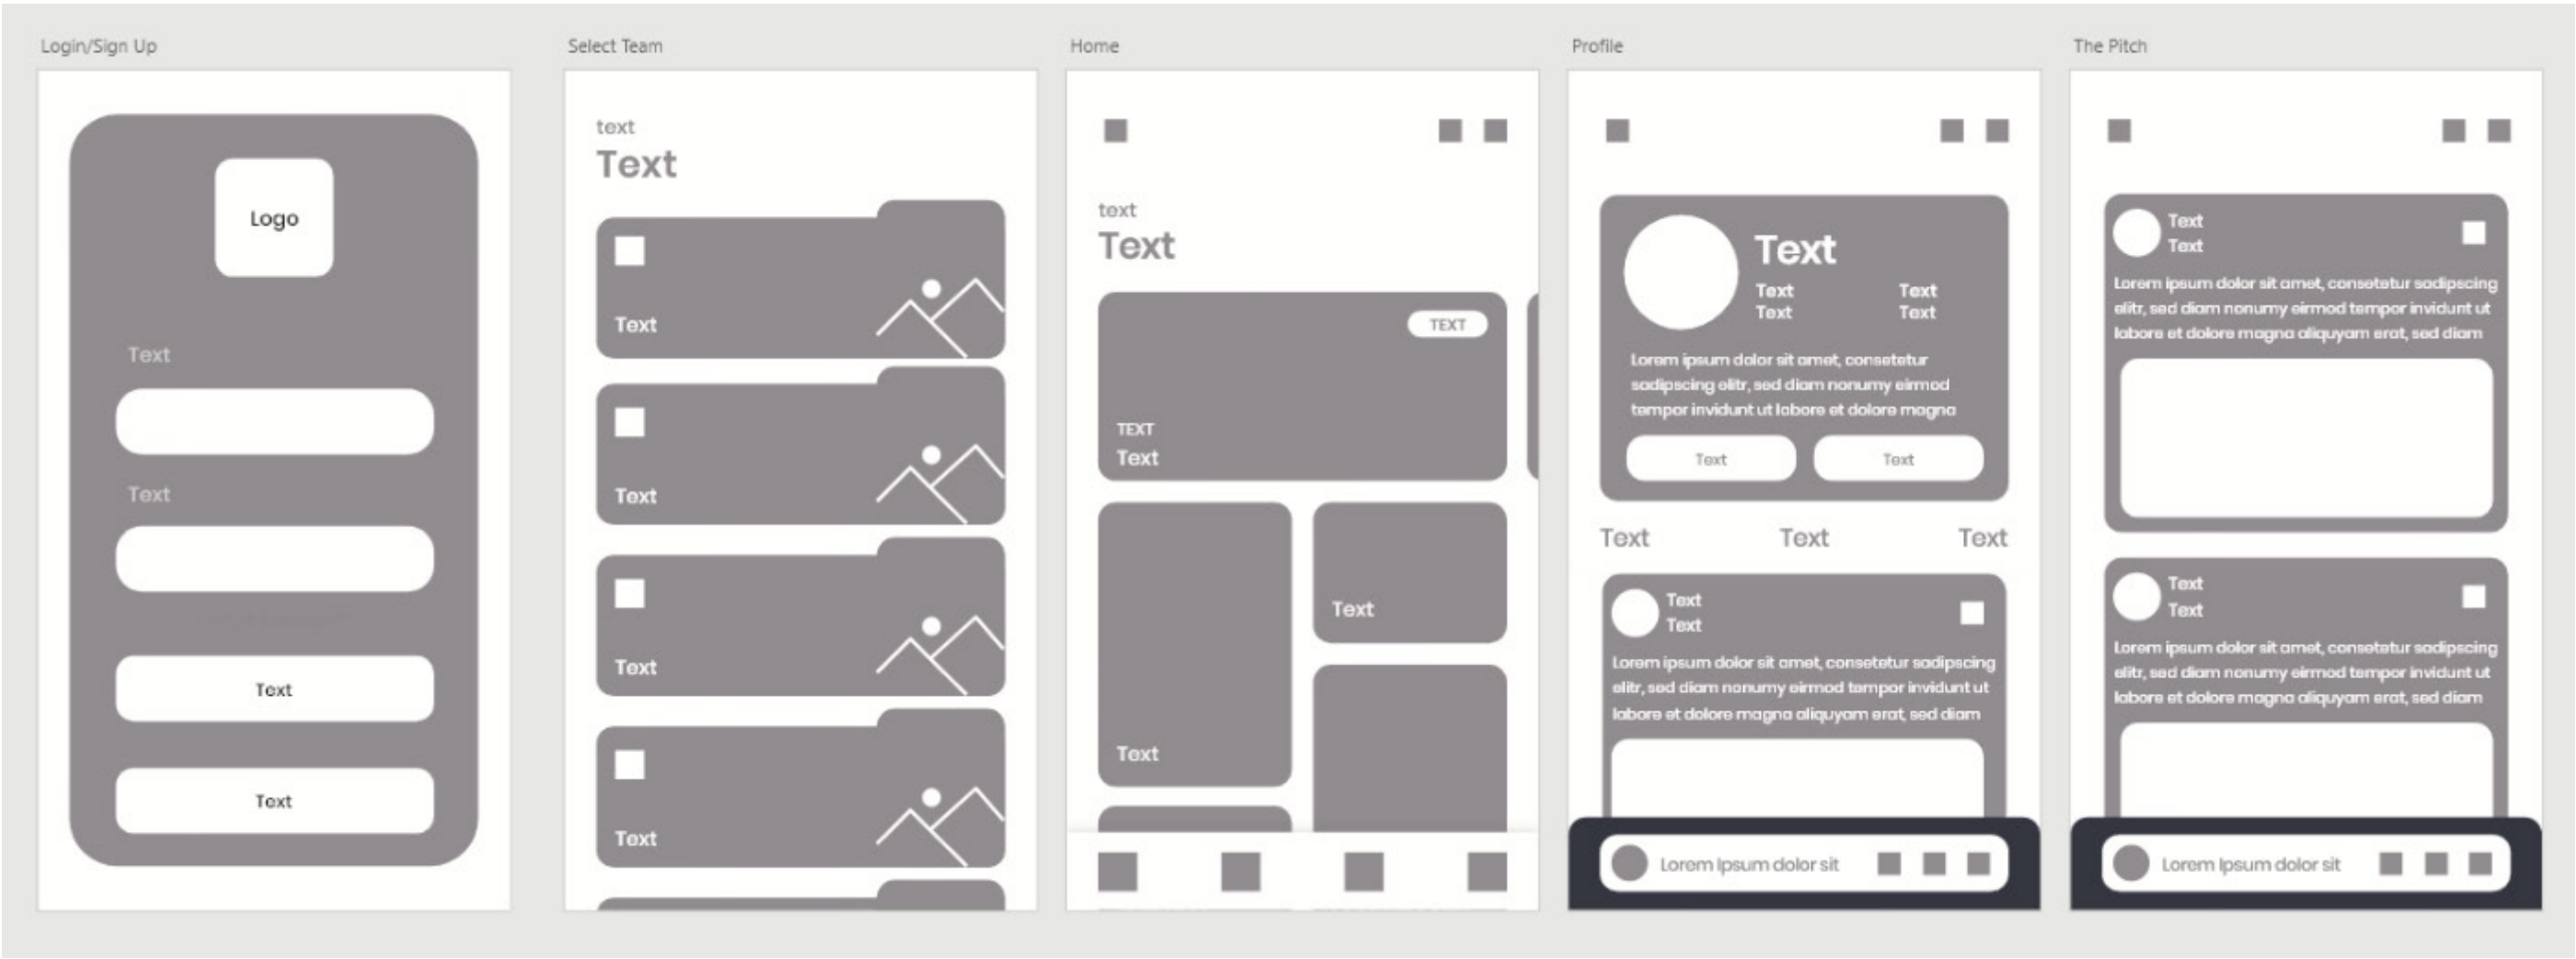 Login/Sign Up
Logo
Text
Text
Text
Text
Select Team
text
Text
Text
Text
Text
Text
Home
text
Text
TEXT
TEXT
Text
Text
Text
Profile
Text
Text Text
Text Text
Lorem ipsum dolor sit amet, consetetur
sadipscing elitr, sed diam nonumy eirmod
tempor invidunt ut labore et dolore magna
Text Text
Text Text Text
Text
Text
Lorem ipsum dolor sit amet, consetetur sadipscing
elitr, sed diam nonumy eirmod tempor invidunt ut
labore et dolore magna aliquyam erat, sed diam
Lorem Ipsum dolor sit
The Pitch
Text
Text
Lorem ipsum dolor sit amet, consetetur sadipscing
elitr, sed diam nonumy eirmod tempor invidunt ut
labore et dolore magna aliquyam erat, sed diam
Text
Text
Lorem ipsum dolor sit amet, consetetur sadipscing
elitr, sed diam nonumy eirmod tempor invidunt ut
labore et dolore magna aliquyam erat, sed diam
Lorem Ipsum dolor sit